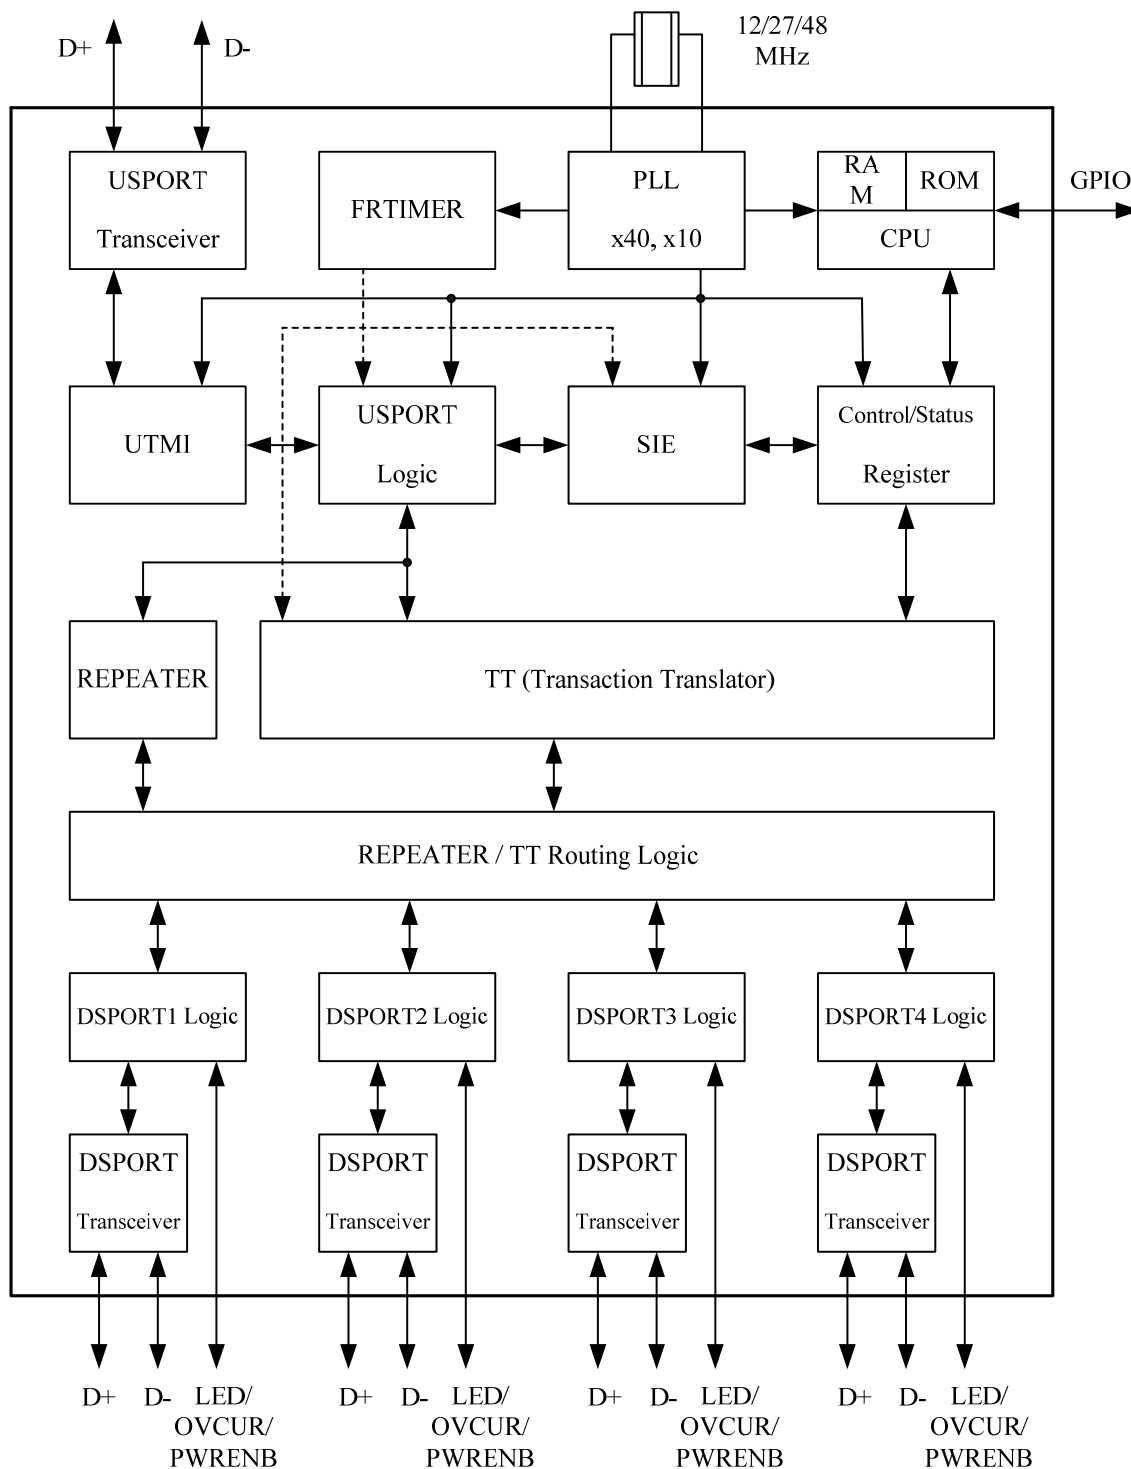 12/27/48
MHz
D+
D-
USPORT
Transceiver
FRTIMER
PLL
x40, x10
RA
M
ROM
CPU
GPIO
UTMI
USPORT
Logic
SIE
Control/Status
Register
REPEATER
TT (Transaction Translator)
REPEATER / TT Routing Logic
DSPORT1 Logic
DSPORT2 Logic
DSPORT3 Logic
DSPORT4 Logic
DSPORT
Transceiver
DSPORT
Transceiver
DSPORT
Transceiver
DSPORT
Transceiver
D+
D-
LED/
OVCUR/
PWRENB
D+
D-
LED/
OVCUR/
PWRENB
D+
D-
LED/
OVCUR/
PWRENB
D+
D-
LED/
OVCUR/
PWRENB